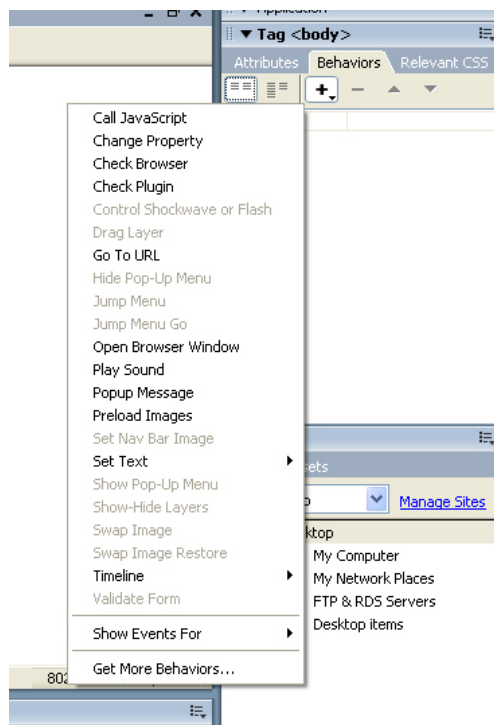 Tag <body>
Attributes Behaviors Relevant CSS
Call JavaScript
Change Property
Check Browser
Check Plugin
Control Shockwave or Flash
Drag Layer
Go To URL
Hide Pop-Up Menu
Jump Menu
Jump Menu Go
Open Browser Window
Play Sound
Popup Message
Preload Images
Set Nav Bar Image
Set Text
Show Pop-Up Menu
Show-Hide Layers
Swap Image
Swap Image Restore
Timeline
Validate Form
Show Events For
Get More Behaviors...
ets
Manage Sites
ktop
My Computer
My Network Places
FTP & RDS Servers
Desktop items
802